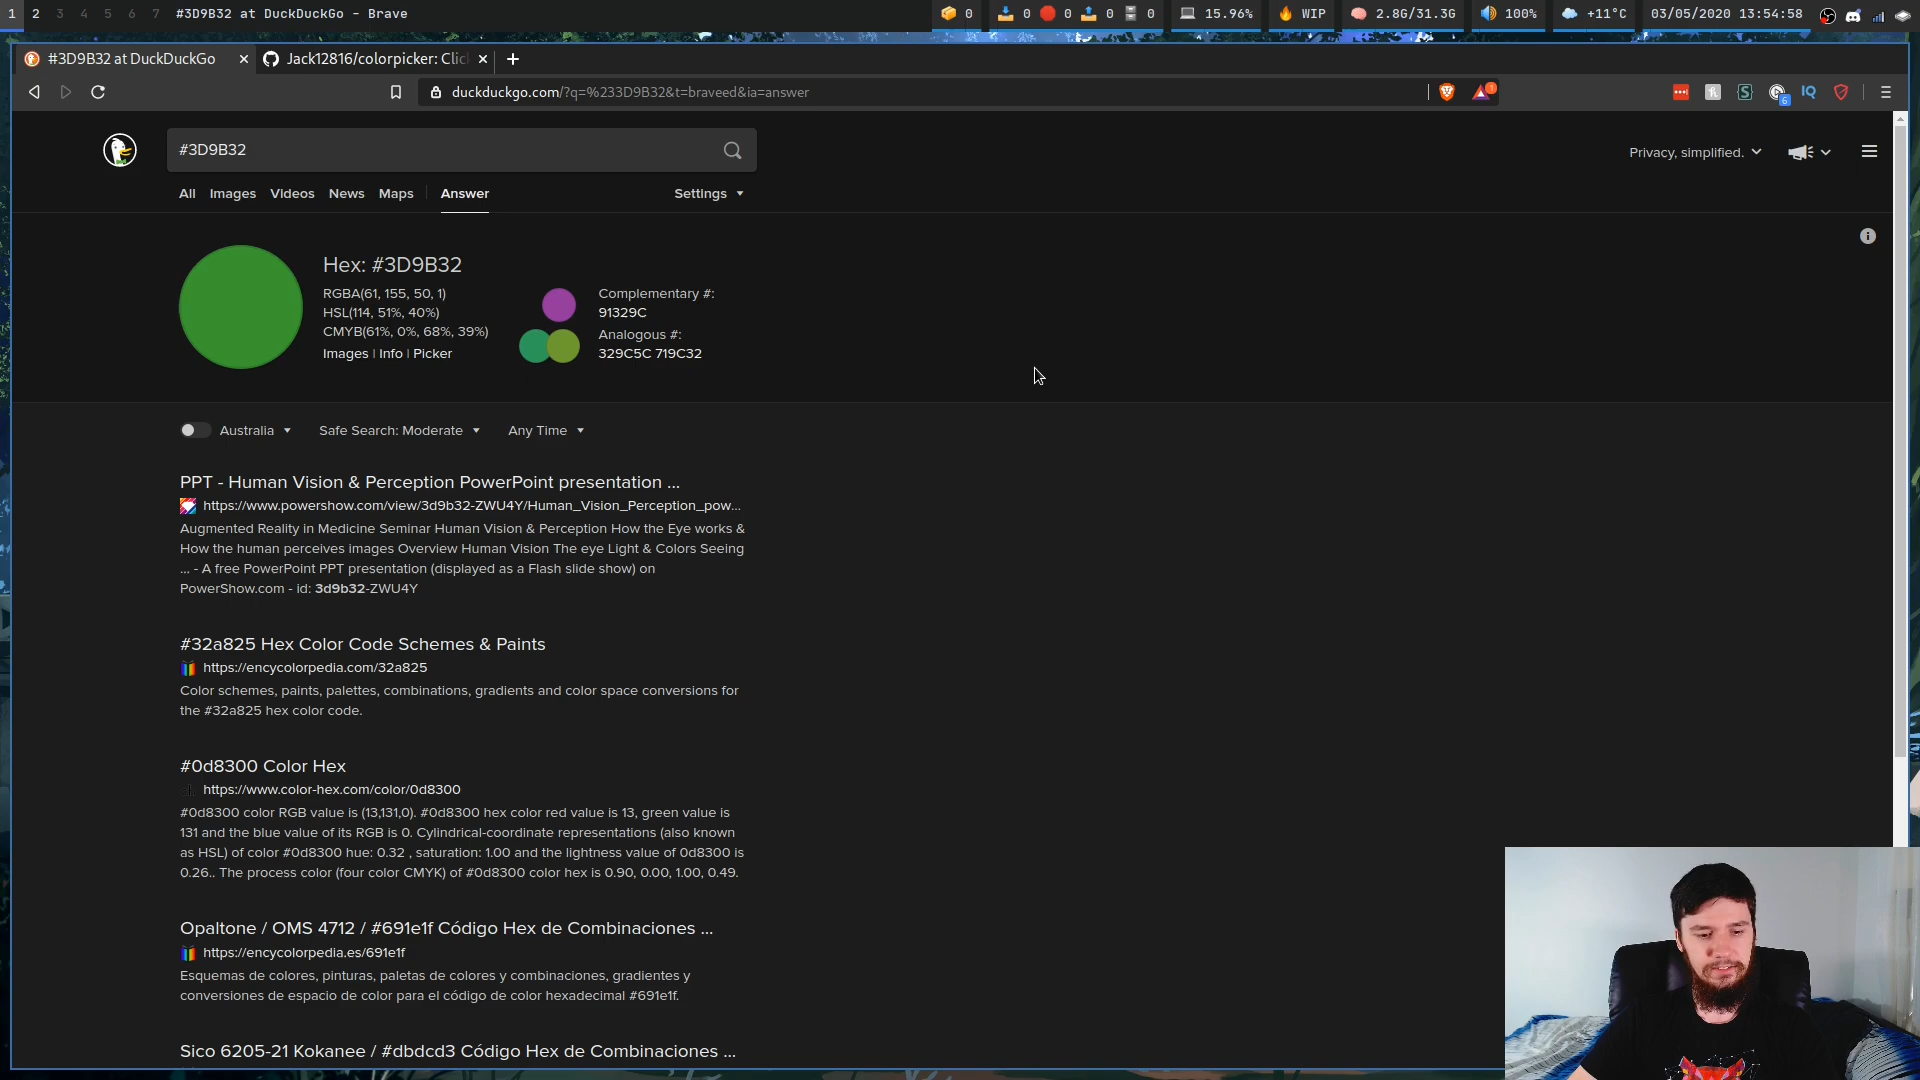 1 2 3 4 5 6 7 #3D9B32 at DuckDuckGo - Brave 0 0 0 0 0 15.96% WIP 2.8G/31.3G 100% +11°C 03/05/2020 13:54:58
#3D9B32 at DuckDuckGo Jack12816/colorpicker: Clic
duckduckgo.com/?q=%233D9B32&t=braveed&ia=answer 1 6 IQ
#3D9B32
Privacy, simplified.
All Images Videos News Maps Answer Settings
Hex: #3D9B32
RGBA(61, 155, 50, 1)
HSL(114, 51%, 40%)
CMYB(61%, 0%, 68%, 39%)
Images | Info | Picker
Complementary #:
91329C
Analogous #:
329C5C 719C32
Australia Safe Search: Moderate Any Time
PPT - Human Vision & Perception PowerPoint presentation ...
https://www.powershow.com/view/3d9b32-ZWU4Y/Human_Vision_Perception_pow...
Augmented Reality in Medicine Seminar Human Vision & Perception How the Eye works &
How the human perceives images Overview Human Vision The eye Light & Colors Seeing
... - A free PowerPoint PPT presentation (displayed as a Flash slide show) on
PowerShow.com - id: 3d9b32-ZWU4Y
#32a825 Hex Color Code Schemes & Paints
https://encycolorpedia.com/32a825
Color schemes, paints, palettes, combinations, gradients and color space conversions for
the #32a825 hex color code.
#0d8300 Color Hex
https://www.color-hex.com/color/0d8300
#0d8300 color RGB value is (13,131,0). #0d8300 hex color red value is 13, green value is
131 and the blue value of its RGB is 0. Cylindrical-coordinate representations (also known
as HSL) of color #0d8300 hue: 0.32 , saturation: 1.00 and the lightness value of 0d8300 is
0.26.. The process color (four color CMYK) of #0d8300 color hex is 0.90, 0.00, 1.00, 0.49.
Opaltone / OMS 4712 / #691e1f Código Hex de Combinaciones ...
https://encycolorpedia.es/691e1f
Esquemas de colores, pinturas, paletas de colores y combinaciones, gradientes y
conversiones de espacio de color para el código de color hexadecimal #691e1f.
Sico 6205-21 Kokanee / #dbdcd3 Código Hex de Combinaciones ...